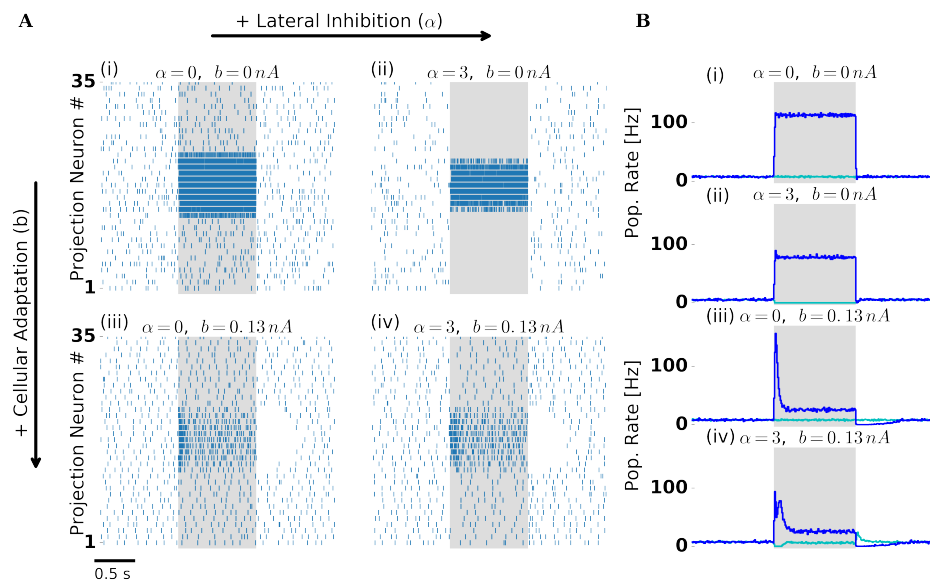 A
+ Lateral Inhibition (α)
B
(i)
α = 0, b = 0 nA
35
Projection Neuron #
1
(ii)
α = 3, b = 0 nA
+ Cellular Adaptation (b)
(iii)
α = 0, b = 0.13 nA
35
Projection Neuron #
1
0.5 s
(iv)
α = 3, b = 0.13 nA
(i)
α = 0, b = 0 nA
100
0
Pop. Rate [Hz]
(ii)
α = 3, b = 0 nA
100
0
(iii) α = 0, b = 0.13 nA
100
0
Pop. Rate [Hz]
(iv) α = 3, b = 0.13 nA
100
0